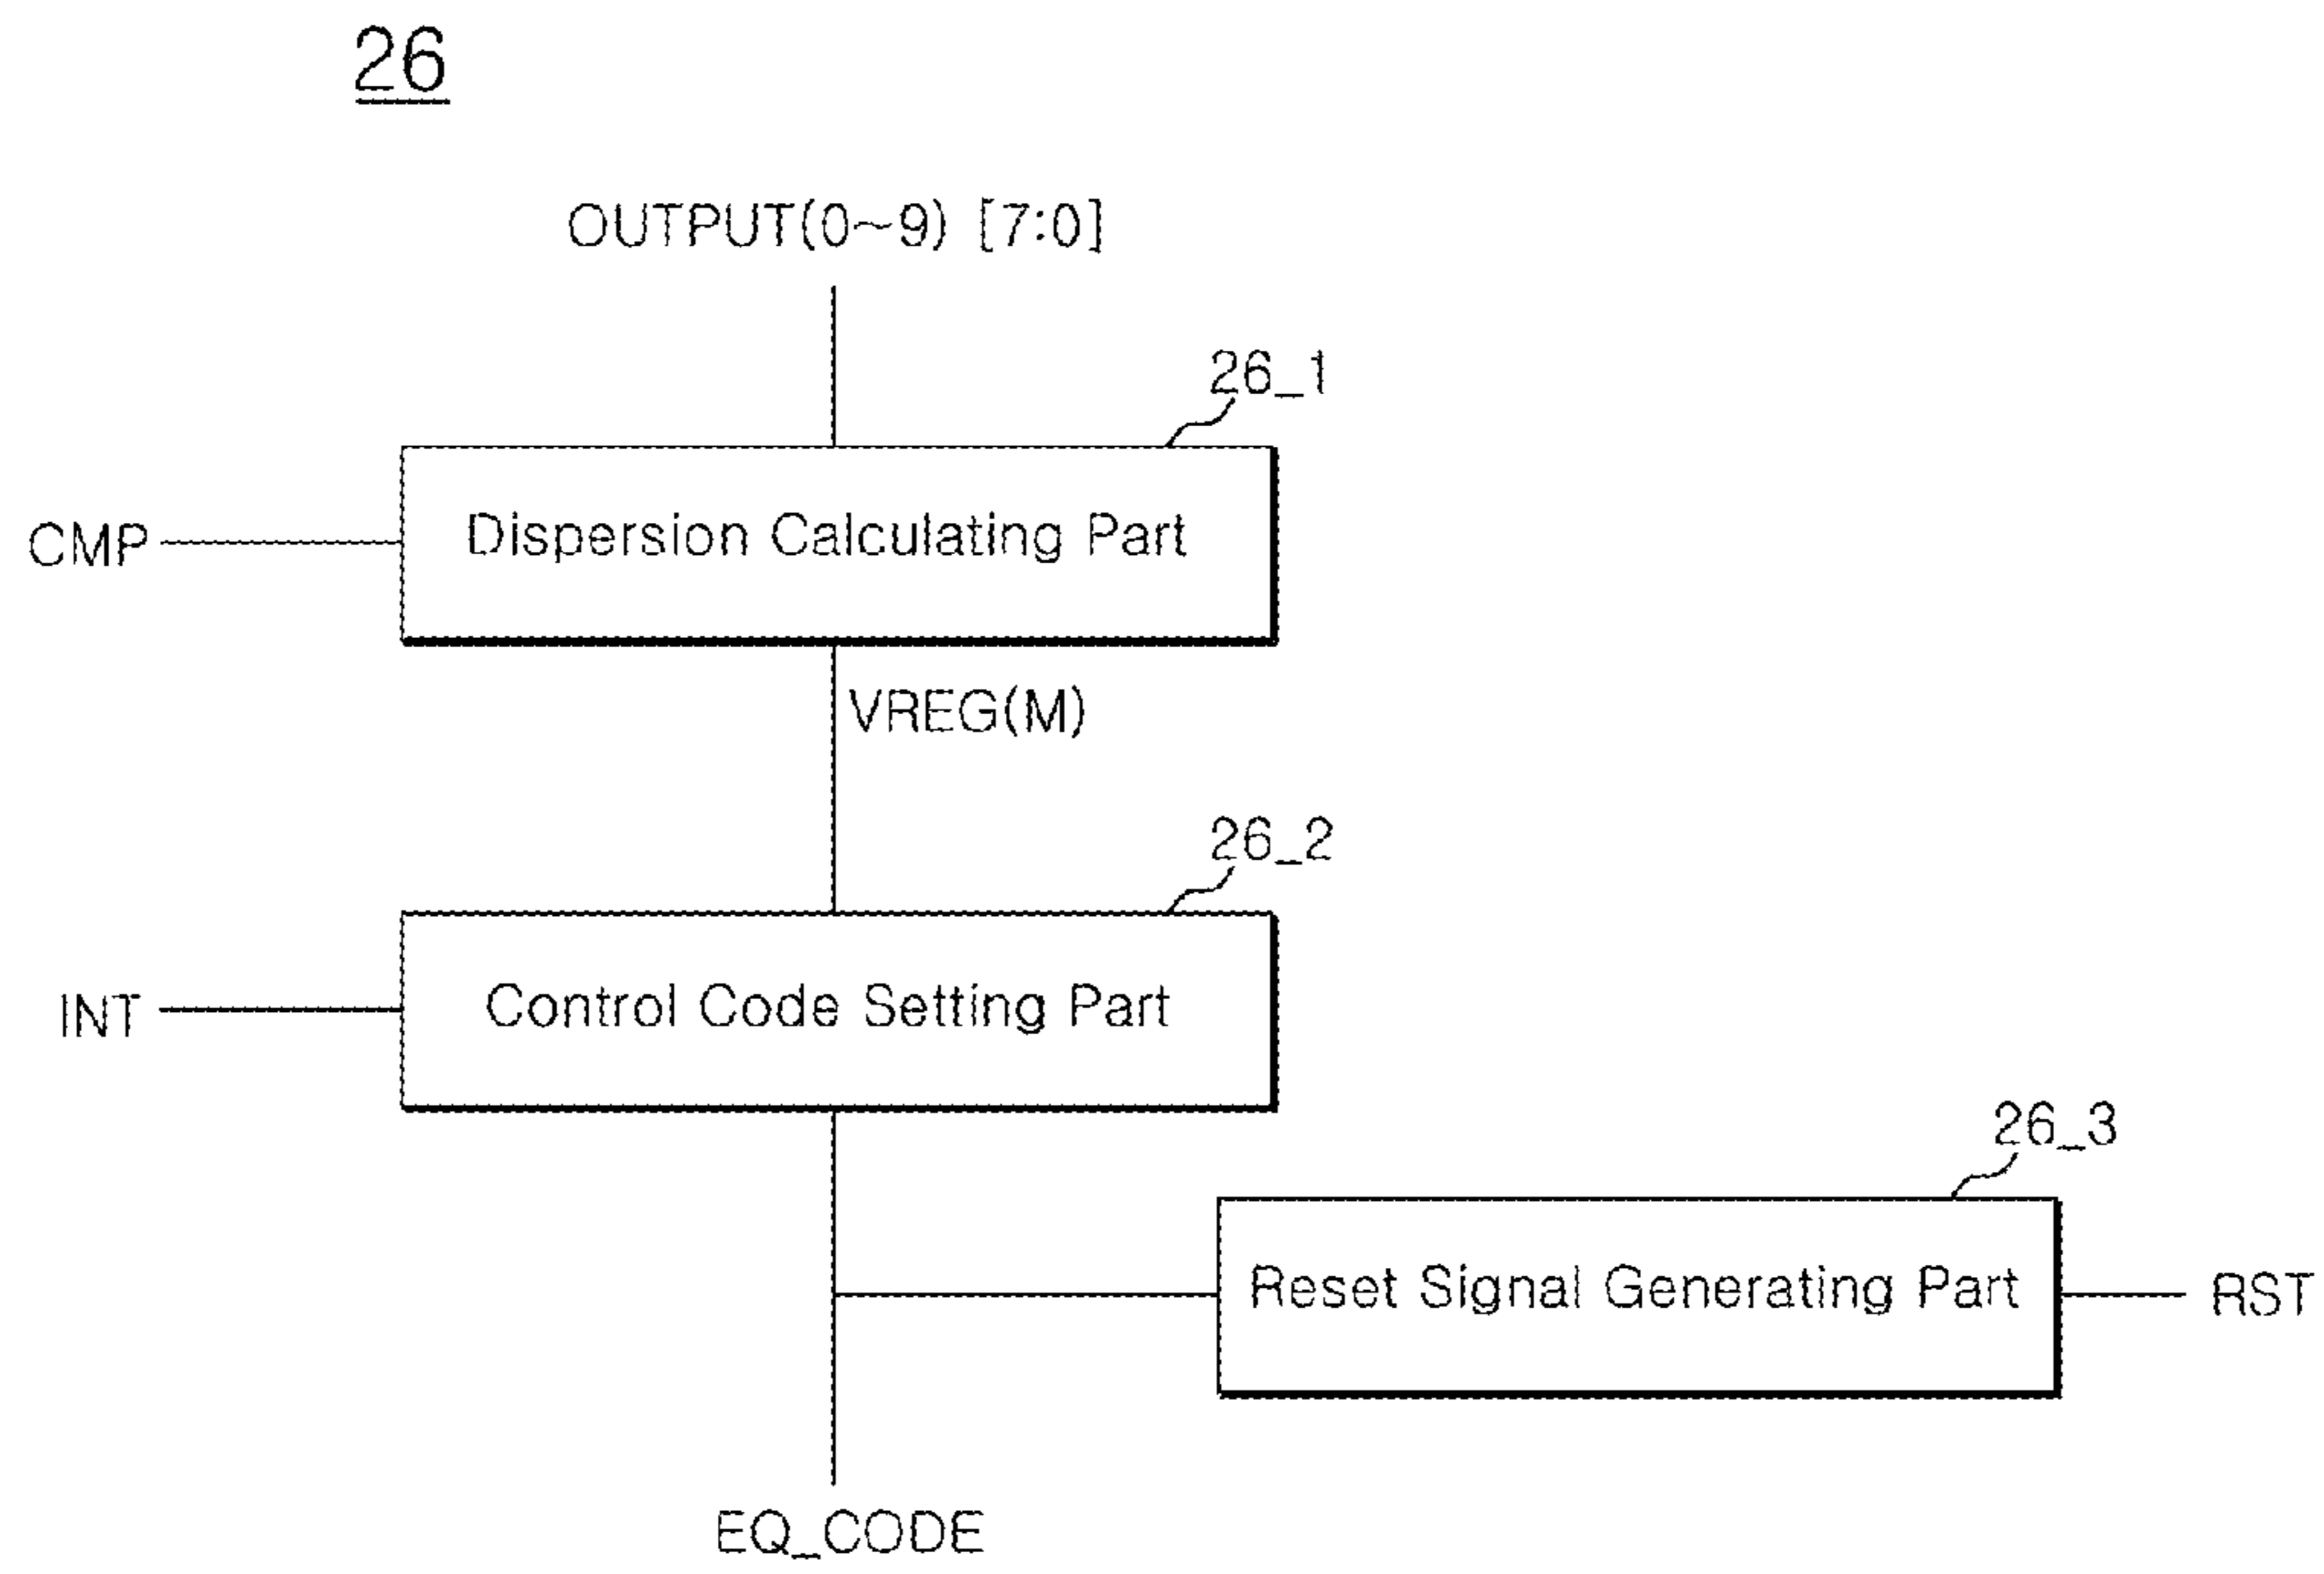 26
OUTPUT(0~9) [7:0]
26_1
CMP
Dispersion Calculating Part
VREG(M)
26_2
INT
Control Code Setting Part
26_3
Reset Signal Generating Part
RST
EQ_CODE